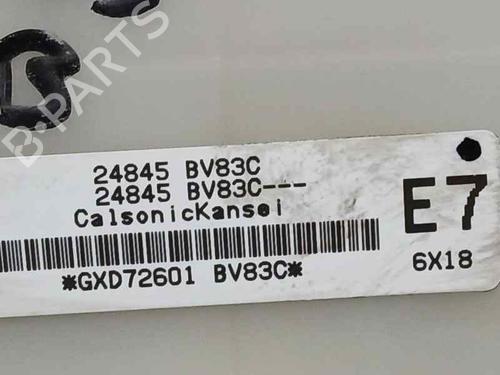 B
B-PARTS
24845 BV83C
24845 BV83C---
CalsonicKansei
E7
*GXD72601 BV83C*
6X18